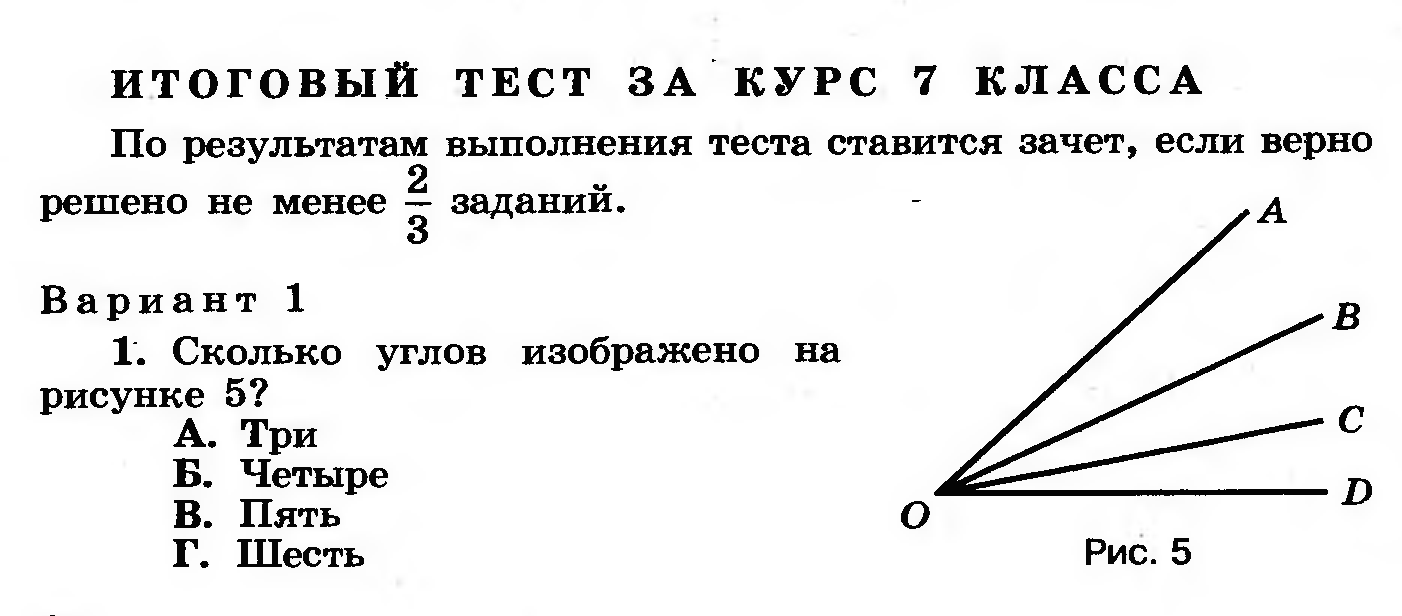 ИТОГОВЫЙ ТЕСТ ЗА КУРС 7 КЛАССА
По результатам выполнения теста ставится зачет, если верно
решено не менее 2/3 заданий.
Вариант 1
1. Сколько углов изображено на
рисунке 5?
А. Три
Б. Четыре
В. Пять
Г. Шесть
A
B
C
D
O
Рис. 5